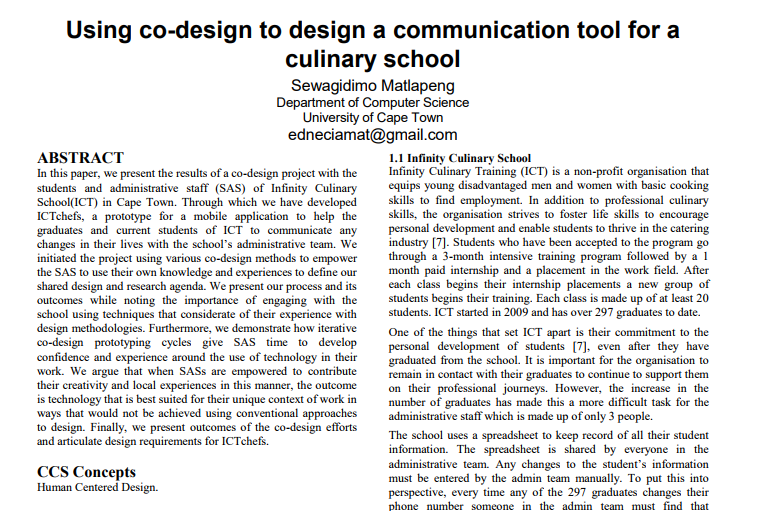 Using co-design to design a communication tool for a
culinary school
Sewagidimo Matlapeng
Department of Computer Science
University of Cape Town
edneciamat@gmail.com
ABSTRACT
In this paper, we present the results of a co-design project with the
students and administrative staff (SAS) of Infinity Culinary
School(ICT) in Cape Town. Through which we have developed
ICTchefs, a prototype for a mobile application to help the
graduates and current students of ICT to communicate any
changes in their lives with the school's administrative team. We
initiated the project using various co-design methods to empower
the SAS to use their own knowledge and experiences to define our
shared design and research agenda. We present our process and its
outcomes while noting the importance of engaging with the
school using techniques that considerate of their experience with
design methodologies. Furthermore, we demonstrate how iterative
co-design prototyping cycles give SAS time to develop
confidence and experience around the use of technology in their
work. We argue that when SASs are empowered to contribute
their creativity and local experiences in this manner, the outcome
is technology that is best suited for their unique context of work in
ways that would not be achieved using conventional approaches
to design. Finally, we present outcomes of the co-design efforts
and articulate design requirements for ICTchefs.
CCS Concepts
Human Centered Design.
1.1 Infinity Culinary School
Infinity Culinary Training (ICT) is a non-profit organisation that
equips young disadvantaged men and women with basic cooking
skills to find employment. In addition to professional culinary
skills, the organisation strives to foster life skills to encourage
personal development and enable students to thrive in the catering
industry [7]. Students who have been accepted to the program go
through a 3-month intensive training program followed by a 1
month paid internship and a placement in the work field. After
each class begins their internship placements a new group of
students begins their training. Each class is made up of at least 20
students. ICT started in 2009 and has over 297 graduates to date.
One of the things that set ICT apart is their commitment to the
personal development of students [7], even after they have
graduated from the school. It is important for the organisation to
remain in contact with their graduates to continue to support them
on their professional journeys. However, the increase in the
number of graduates has made this a more difficult task for the
administrative staff which is made up of only 3 people.
The school uses a spreadsheet to keep record of all their student
information. The spreadsheet is shared by everyone in the
administrative team. Any changes to the student's information
must be entered by the admin team manually. To put this into
perspective, every time any of the 297 graduates changes their
phone number someone in the admin team must find that